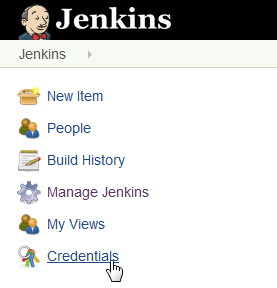 Jenkins
Jenkins
New Item
People
Build History
Manage Jenkins
My Views
Credentials